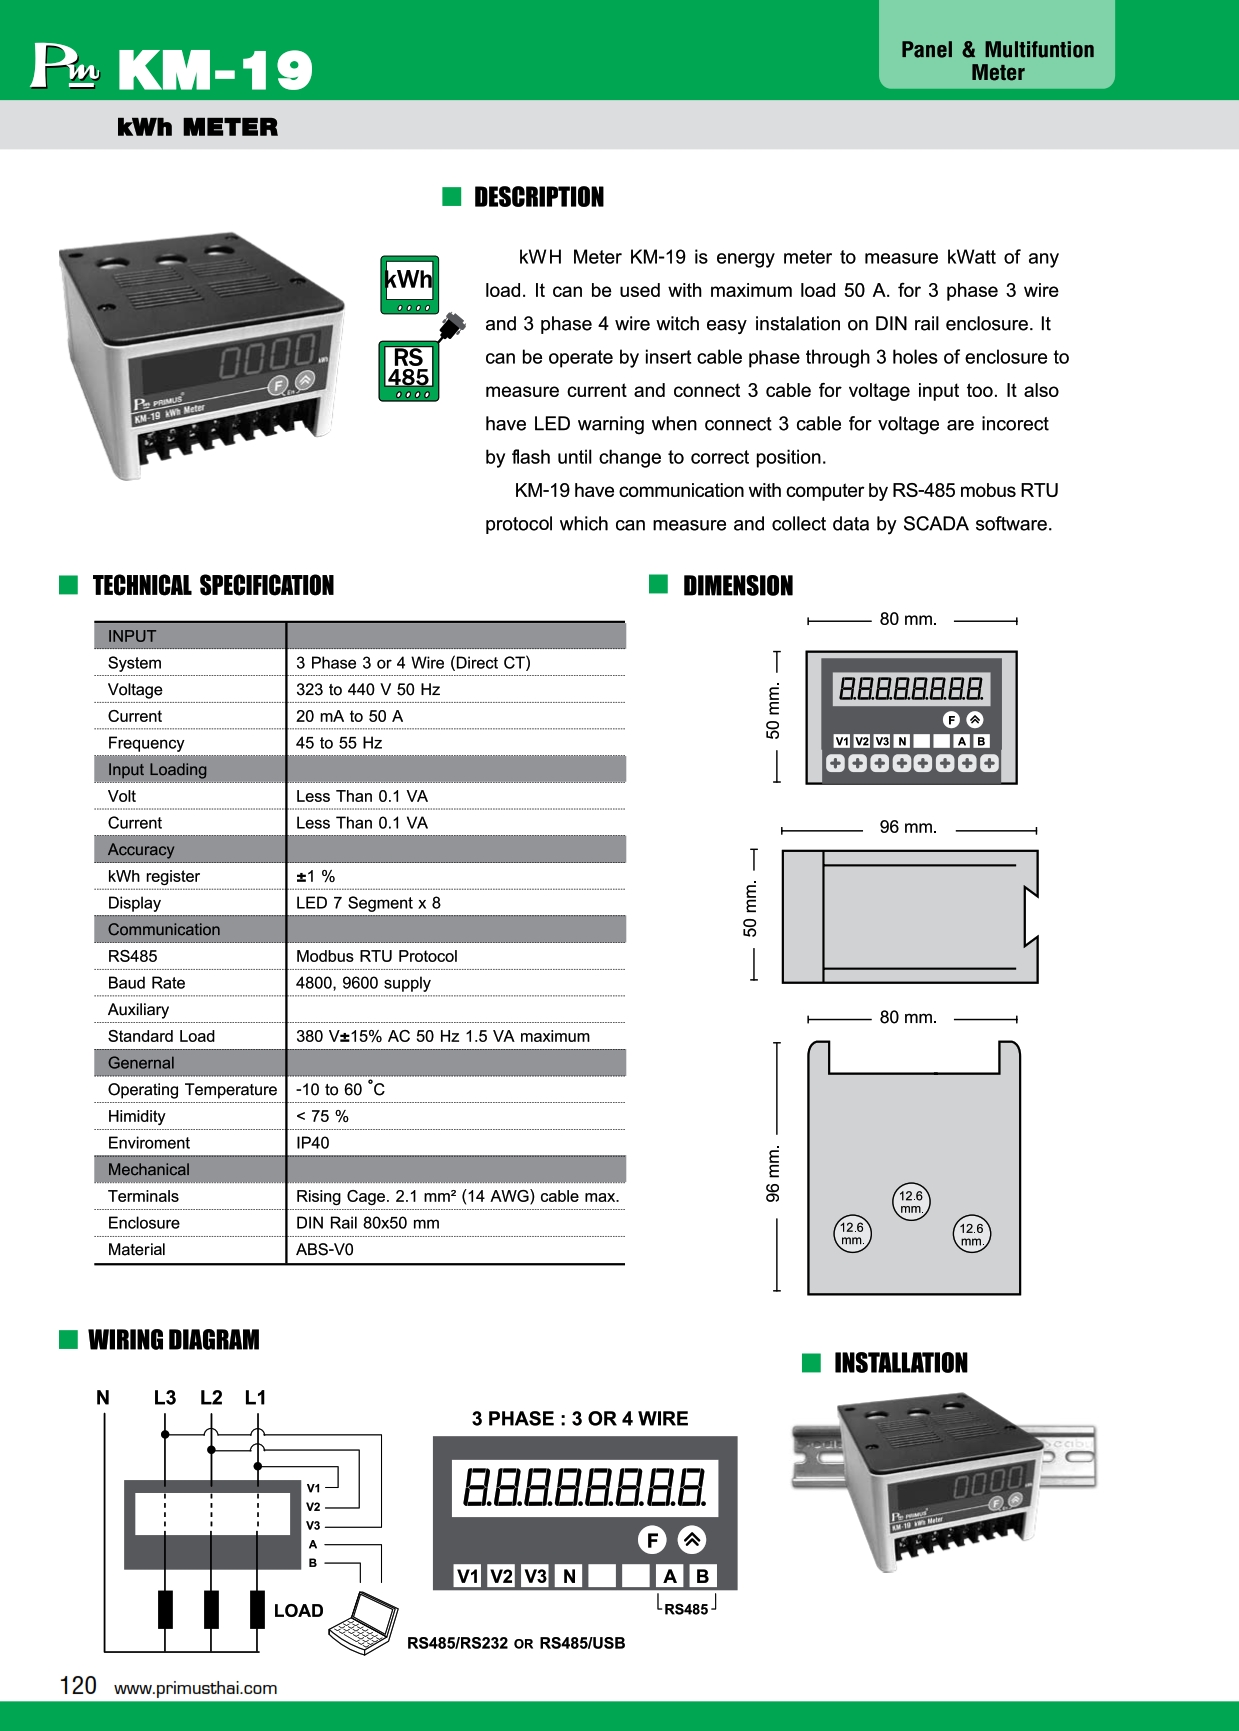 Pm KM-19
Panel & Multifuntion
Meter
kWh METER
DESCRIPTION
kWH Meter KM-19 is energy meter to measure kWatt of any
load. It can be used with maximum load 50 A. for 3 phase 3 wire
and 3 phase 4 wire witch easy instalation on DIN rail enclosure. It
can be operate by insert cable phase through 3 holes of enclosure to
measure current and connect 3 cable for voltage input too. It also
have LED warning when connect 3 cable for voltage are incorect
by flash until change to correct position.
KM-19 have communication with computer by RS-485 mobus RTU
protocol which can measure and collect data by SCADA software.
kWh
RS
485
0000 kWh
F
Pm PRIMUS
KM-19 kWh Meter
TECHNICAL SPECIFICATION
INPUT
System 3 Phase 3 or 4 Wire (Direct CT)
Voltage 323 to 440 V 50 Hz
Current 20 mA to 50 A
Frequency 45 to 55 Hz
Input Loading
Volt Less Than 0.1 VA
Current Less Than 0.1 VA
Accuracy
kWh register ±1 %
Display LED 7 Segment x 8
Communication
RS485 Modbus RTU Protocol
Baud Rate 4800, 9600 supply
Auxiliary
Standard Load 380 V±15% AC 50 Hz 1.5 VA maximum
Genernal
Operating Temperature -10 to 60 °C
Himidity < 75 %
Enviroment IP40
Mechanical
Terminals Rising Cage. 2.1 mm² (14 AWG) cable max.
Enclosure DIN Rail 80x50 mm
Material ABS-V0
DIMENSION
80 mm.
50 mm.
8.8.8.8.8.8.8.8.
F
V1 V2 V3 N A B
96 mm.
50 mm.
80 mm.
96 mm.
12.6
mm.
12.6
mm.
12.6
mm.
WIRING DIAGRAM
N L3 L2 L1
V1
V2
V3
A
B
LOAD
3 PHASE : 3 OR 4 WIRE
8.8.8.8.8.8.8.8.
F
V1 V2 V3 N A B
RS485
RS485/RS232 OR RS485/USB
INSTALLATION
0000
F
Pm PRIMUS
KM-19 kWh Meter
120 www.primusthai.com